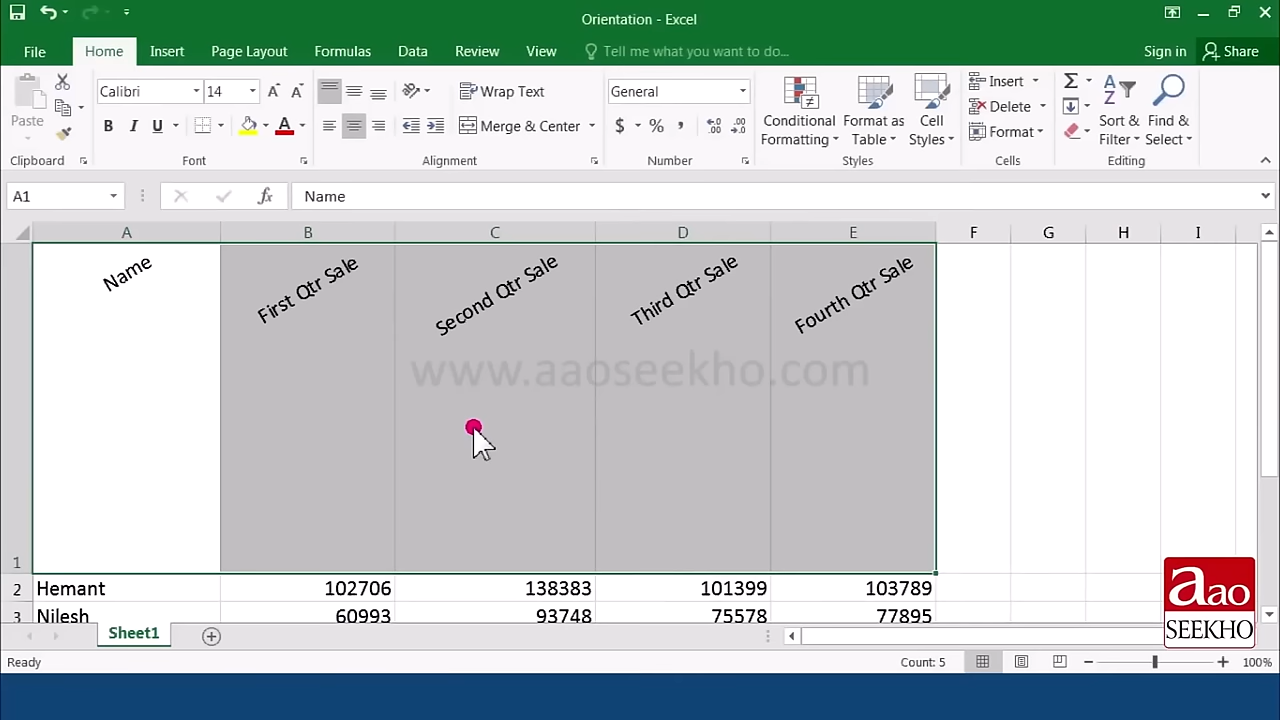 Orientation - Excel
File Home Insert Page Layout Formulas Data Review View Tell me what you want to do... Sign in Share
Calibri 14 Wrap Text General Insert Σ
Paste B I U Merge & Center $ % , Conditional Formatting Format as Table Cell Styles Delete Format Sort & Filter Find & Select
Clipboard Font Alignment Number Styles Cells Editing
A1 fx Name
A B C D E F G H I
1 Name First Qtr Sale Second Qtr Sale Third Qtr Sale Fourth Qtr Sale
www.aaoseekho.com
2 Hemant 102706 138383 101399 103789
3 Nilesh 60993 93748 75578 77895
aao
SEEKHO
Sheet1
Ready Count: 5 100%